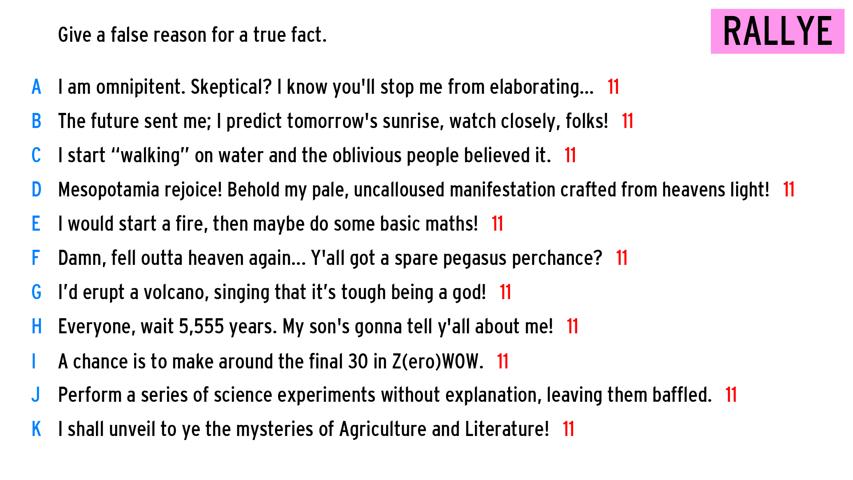 Give a false reason for a true fact.
RALLYE
A I am omnipitent. Skeptical? I know you'll stop me from elaborating... 11
B The future sent me; I predict tomorrow's sunrise, watch closely, folks! 11
C I start “walking” on water and the oblivious people believed it. 11
D Mesopotamia rejoice! Behold my pale, uncalloused manifestation crafted from heavens light! 11
E I would start a fire, then maybe do some basic maths! 11
F Damn, fell outta heaven again... Y'all got a spare pegasus perchance? 11
G I’d erupt a volcano, singing that it’s tough being a god! 11
H Everyone, wait 5,555 years. My son's gonna tell y'all about me! 11
I A chance is to make around the final 30 in Z(ero)WOW. 11
J Perform a series of science experiments without explanation, leaving them baffled. 11
K I shall unveil to ye the mysteries of Agriculture and Literature! 11